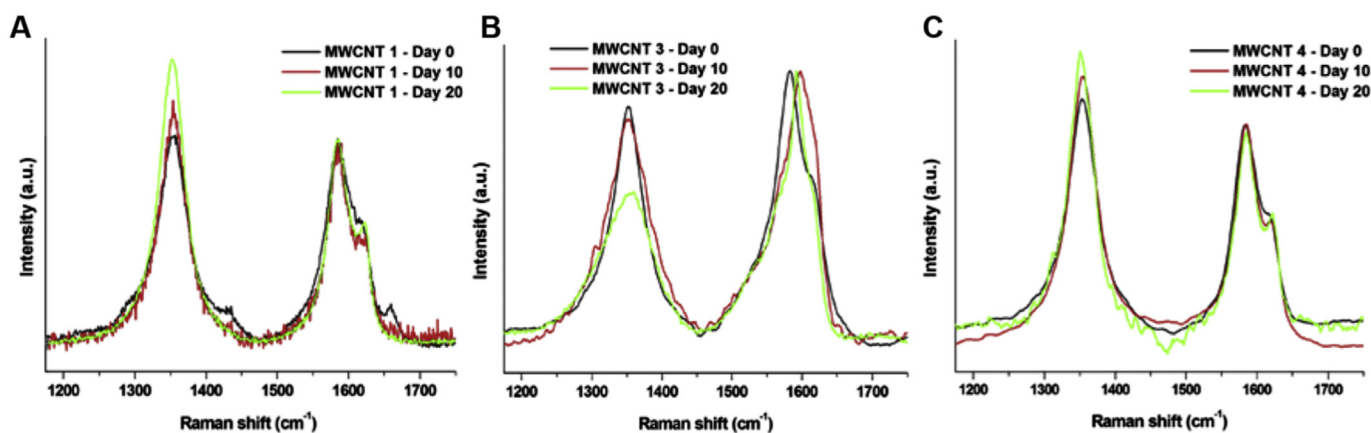 A
MWCNT 1 - Day 0
MWCNT 1 - Day 10
MWCNT 1 - Day 20
Intensity (a.u.)
1200 1300 1400 1500 1600 1700
Raman shift (cm⁻¹)
B
MWCNT 3 - Day 0
MWCNT 3 - Day 10
MWCNT 3 - Day 20
Intensity (a.u.)
1200 1300 1400 1500 1600 1700
Raman shift (cm⁻¹)
C
MWCNT 4 - Day 0
MWCNT 4 - Day 10
MWCNT 4 - Day 20
Intensity (a.u.)
1200 1300 1400 1500 1600 1700
Raman shift (cm⁻¹)